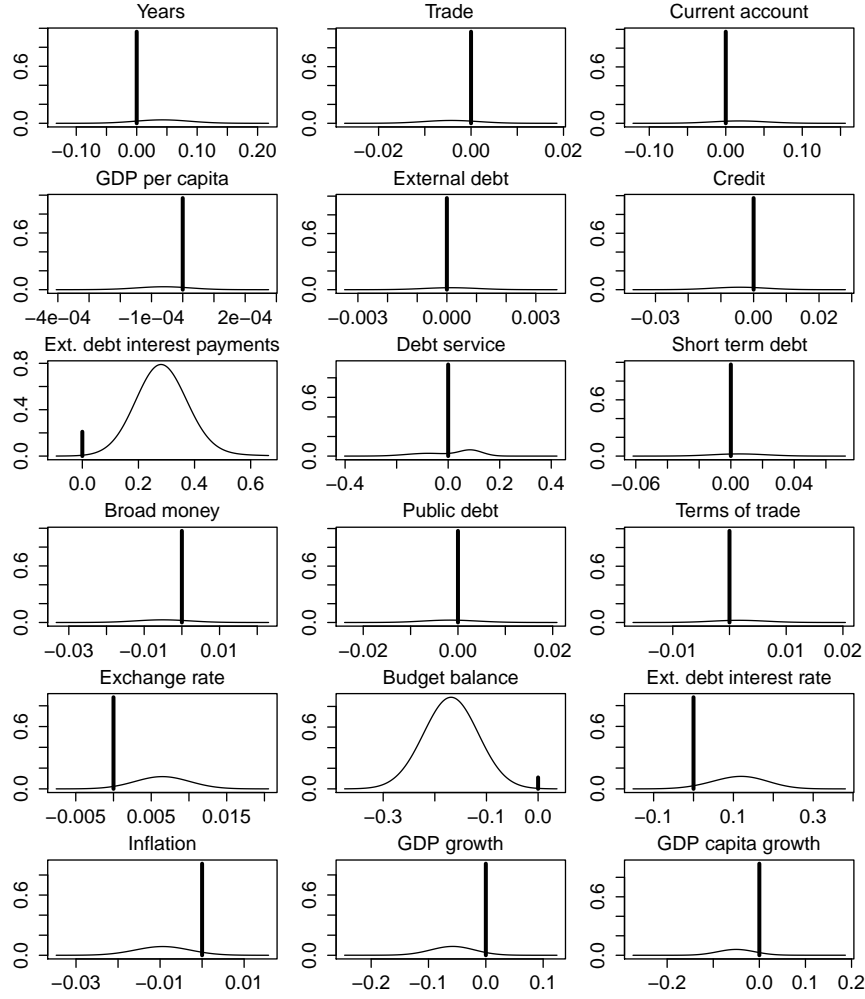 Years Trade Current account
0.0 0.6 0.0 0.6 0.0 0.6
−0.10 0.00 0.10 0.20 −0.02 0.00 0.02 −0.10 0.00 0.10
GDP per capita External debt Credit
0.0 0.6 0.0 0.6 0.0 0.6
−4e−04 −1e−04 2e−04 −0.003 0.000 0.003 −0.03 0.00 0.02
Ext. debt interest payments Debt service Short term debt
0.0 0.4 0.8 0.0 0.6 0.0 0.6
0.0 0.2 0.4 0.6 −0.4 0.0 0.2 0.4 −0.06 0.00 0.04
Broad money Public debt Terms of trade
0.0 0.6 0.0 0.6 0.0 0.6
−0.03 −0.01 0.01 −0.02 0.00 0.02 −0.01 0.01 0.02
Exchange rate Budget balance Ext. debt interest rate
0.0 0.6 0.0 0.4 0.0 0.6
−0.005 0.005 0.015 −0.3 −0.1 0.0 −0.1 0.1 0.3
Inflation GDP growth GDP capita growth
0.0 0.6 0.0 0.6 0.0 0.6
−0.03 −0.01 0.01 −0.2 −0.1 0.0 0.1 −0.2 0.0 0.1 0.2